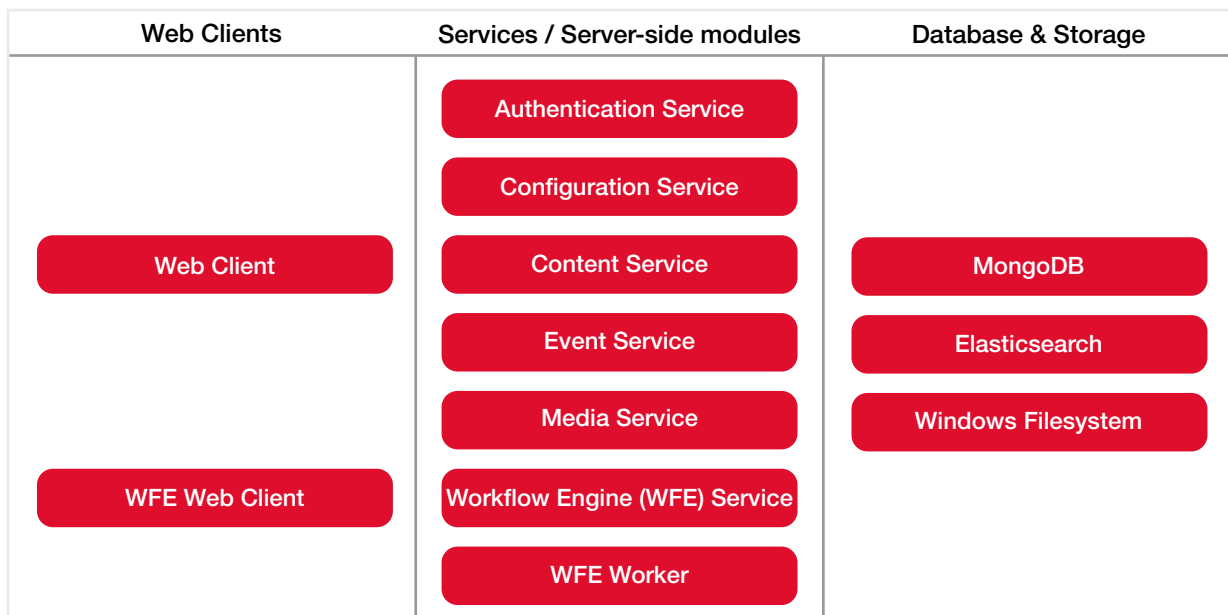 Web Clients
Services / Server-side modules
Database & Storage
Authentication Service
Configuration Service
Web Client
Content Service
MongoDB
Event Service
Elasticsearch
Media Service
Windows Filesystem
WFE Web Client
Workflow Engine (WFE) Service
WFE Worker